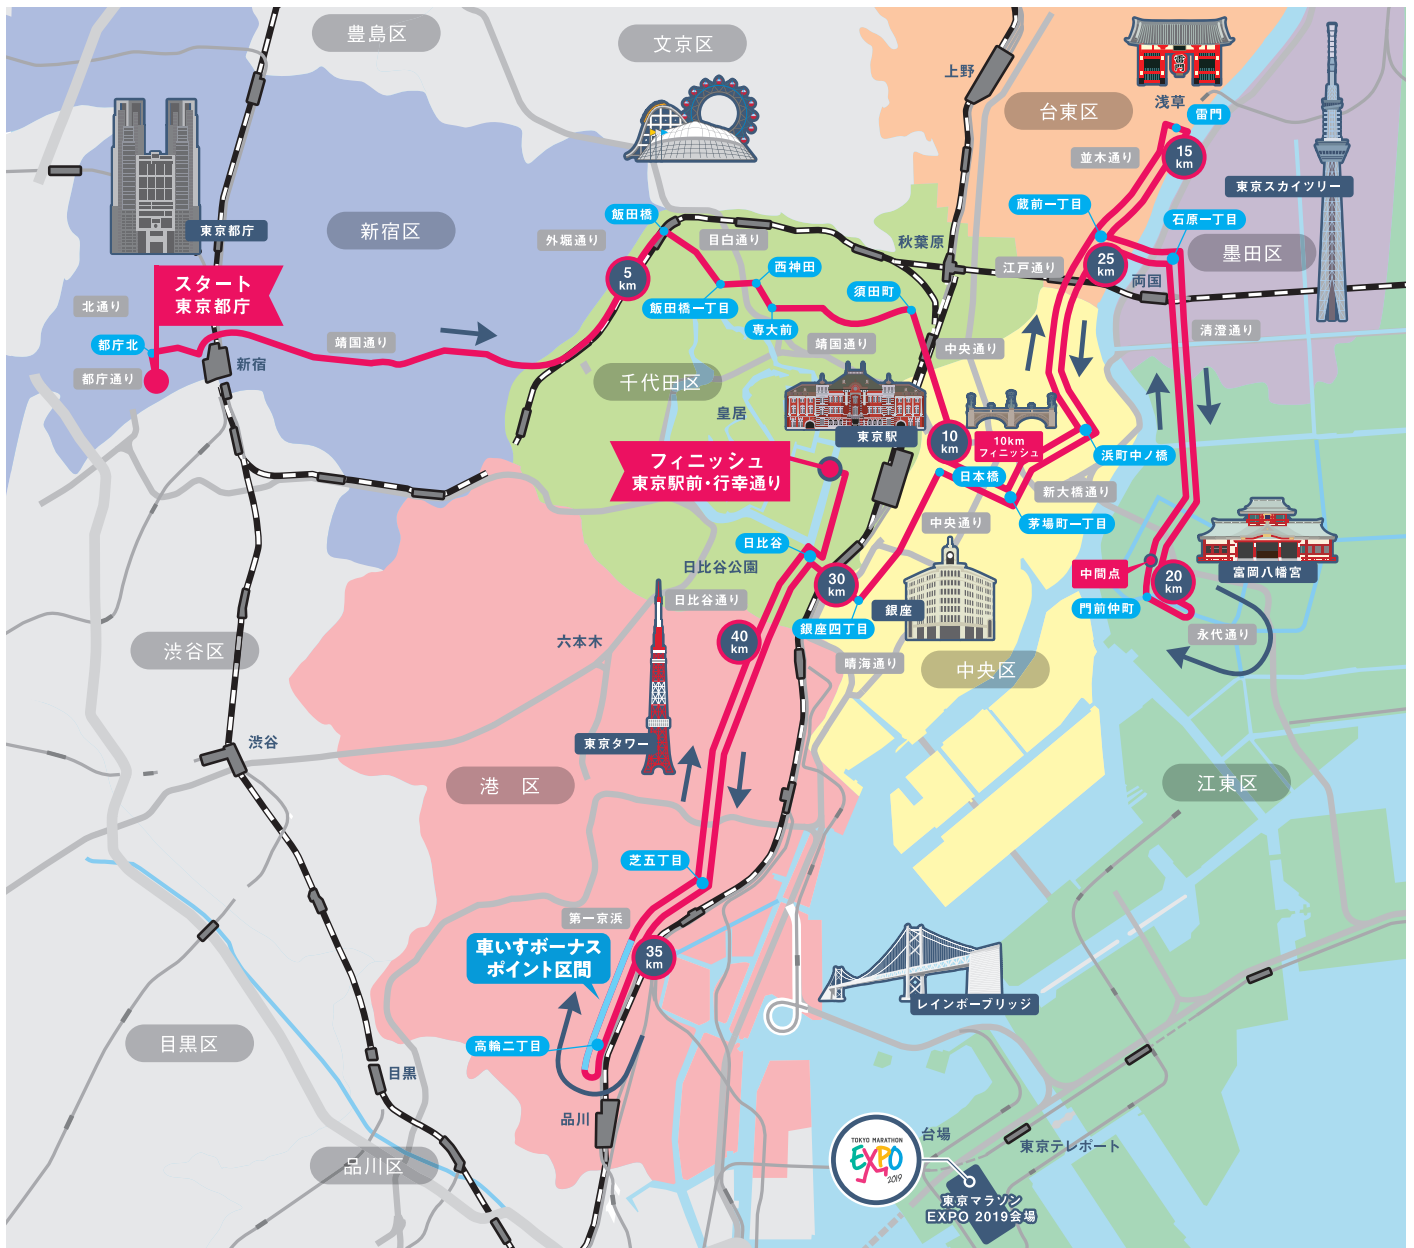 豊島区
文京区
上野
台東区
浅草
雷門
雷門
15
km
並木通り
東京スカイツリー
蔵前一丁目
石原一丁目
墨田区
東京都庁
新宿区
飯田橋
外堀通り
目白通り
秋葉原
江戸通り
25
km
両国
スタート
東京都庁
5
km
西神田
飯田橋一丁目
須田町
専大前
北通り
都庁北
靖国通り
靖国通り
中央通り
清澄通り
都庁通り
新宿
千代田区
皇居
東京駅
10
km
10km
フィニッシュ
浜町中ノ橋
フィニッシュ
東京駅前・行幸通り
日本橋
新大橋通り
茅場町一丁目
中央通り
日比谷
日比谷公園
30
km
中間点
20
km
富岡八幡宮
日比谷通り
銀座
門前仲町
銀座四丁目
永代通り
六本木
40
km
晴海通り
中央区
渋谷区
渋谷
東京タワー
港　区
江東区
芝五丁目
第一京浜
車いすボーナス
ポイント区間
35
km
レインボーブリッジ
高輪二丁目
目黒区
目黒
品川
品川区
TOKYO MARATHON
EXPO
2019
台場
東京テレポート
東京マラソン
EXPO 2019会場